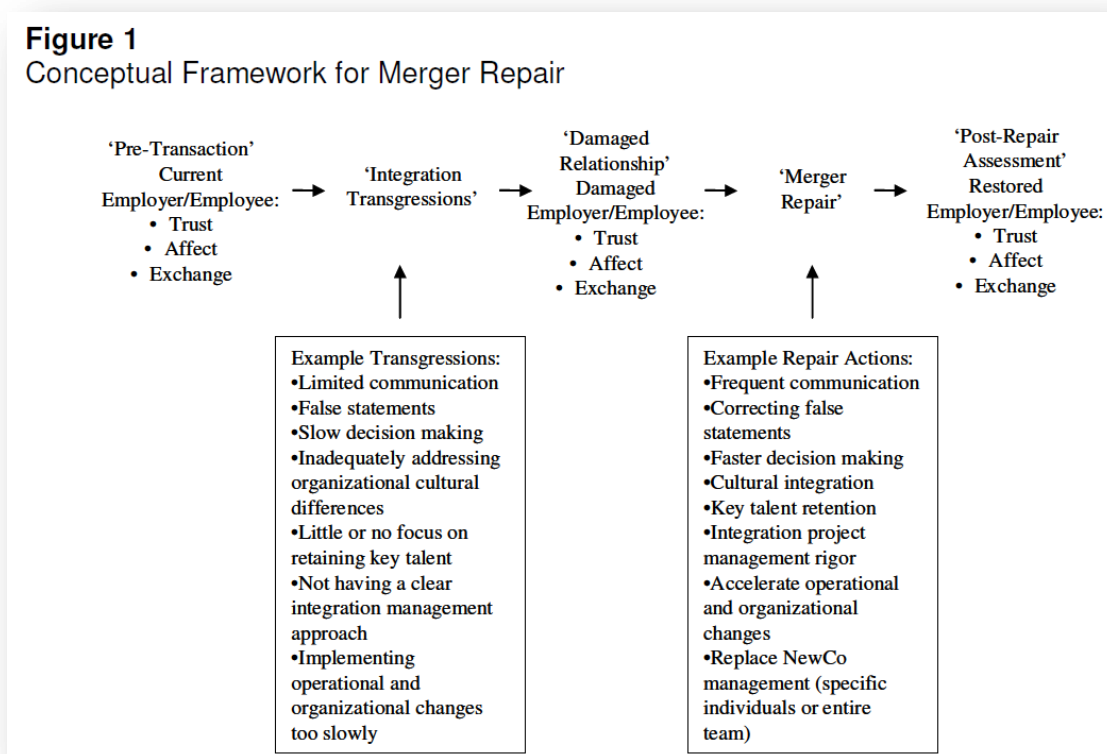 Figure 1
Conceptual Framework for Merger Repair
‘Pre-Transaction’
Current
Employer/Employee:
• Trust
• Affect
• Exchange
‘Integration
Transgressions’
‘Damaged
Relationship’
Damaged
Employer/Employee:
• Trust
• Affect
• Exchange
‘Merger
Repair’
‘Post-Repair
Assessment’
Restored
Employer/Employee:
• Trust
• Affect
• Exchange
Example Transgressions:
•Limited communication
•False statements
•Slow decision making
•Inadequately addressing
organizational cultural
differences
•Little or no focus on
retaining key talent
•Not having a clear
integration management
approach
•Implementing
operational and
organizational changes
too slowly
Example Repair Actions:
•Frequent communication
•Correcting false
statements
•Faster decision making
•Cultural integration
•Key talent retention
•Integration project
management rigor
•Accelerate operational
and organizational
changes
•Replace NewCo
management (specific
individuals or entire
team)